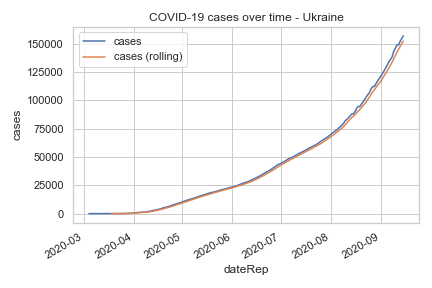 COVID-19 cases over time - Ukraine
cases
cases (rolling)
150000
125000
100000
75000
50000
25000
0
cases
2020-03
2020-04
2020-05
2020-06
2020-07
2020-08
2020-09
dateRep